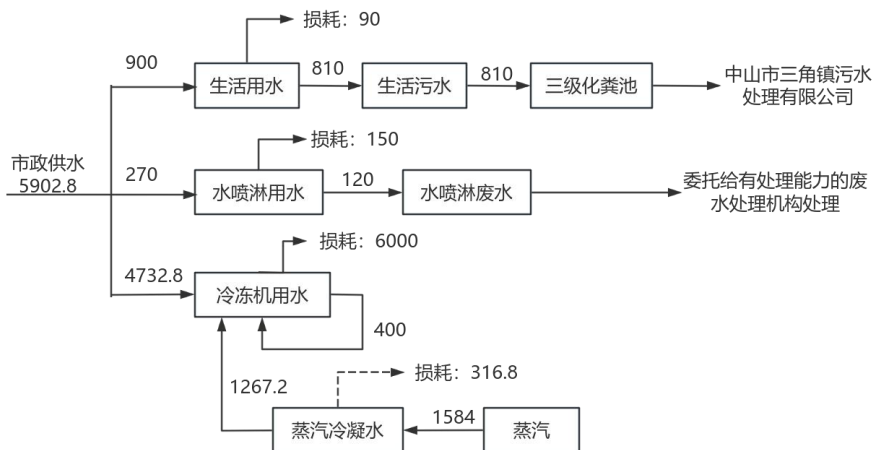 损耗：90
900
生活用水
810
生活污水
810
三级化粪池
中山市三角镇污水
处理有限公司
市政供水
5902.8
损耗：150
270
水喷淋用水
120
水喷淋废水
委托给有处理能力的废
水处理机构处理
损耗：6000
4732.8
冷冻机用水
400
1267.2
损耗：316.8
蒸汽冷凝水
1584
蒸汽